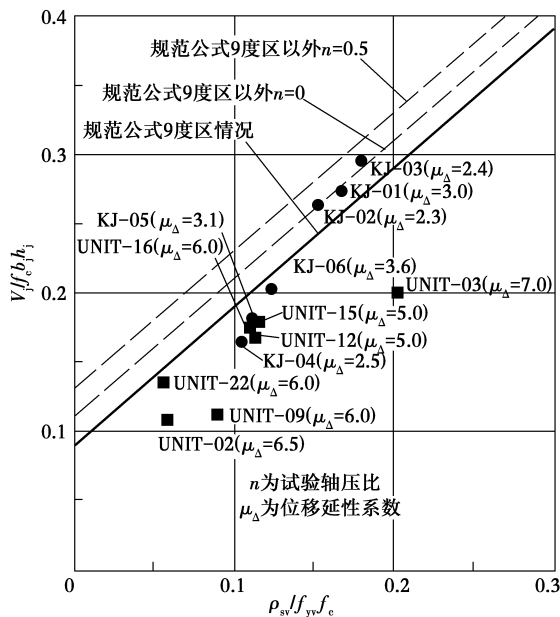 0.4
规范公式9度区以外n=0.5
规范公式9度区以外n=0
规范公式9度区情况
0.3
KJ-03(μΔ=2.4)
KJ-01(μΔ=3.0)
KJ-02(μΔ=2.3)
KJ-05(μΔ=3.1)
UNIT-16(μΔ=6.0)
KJ-06(μΔ=3.6)
UNIT-03(μΔ=7.0)
0.2
UNIT-15(μΔ=5.0)
UNIT-12(μΔ=5.0)
KJ-04(μΔ=2.5)
UNIT-22(μΔ=6.0)
UNIT-09(μΔ=6.0)
0.1
UNIT-02(μΔ=6.5)
n为试验轴压比
μΔ为位移延性系数
Vj/fcbjhj
0 0.1 0.2 0.3
ρsv/fyvfc